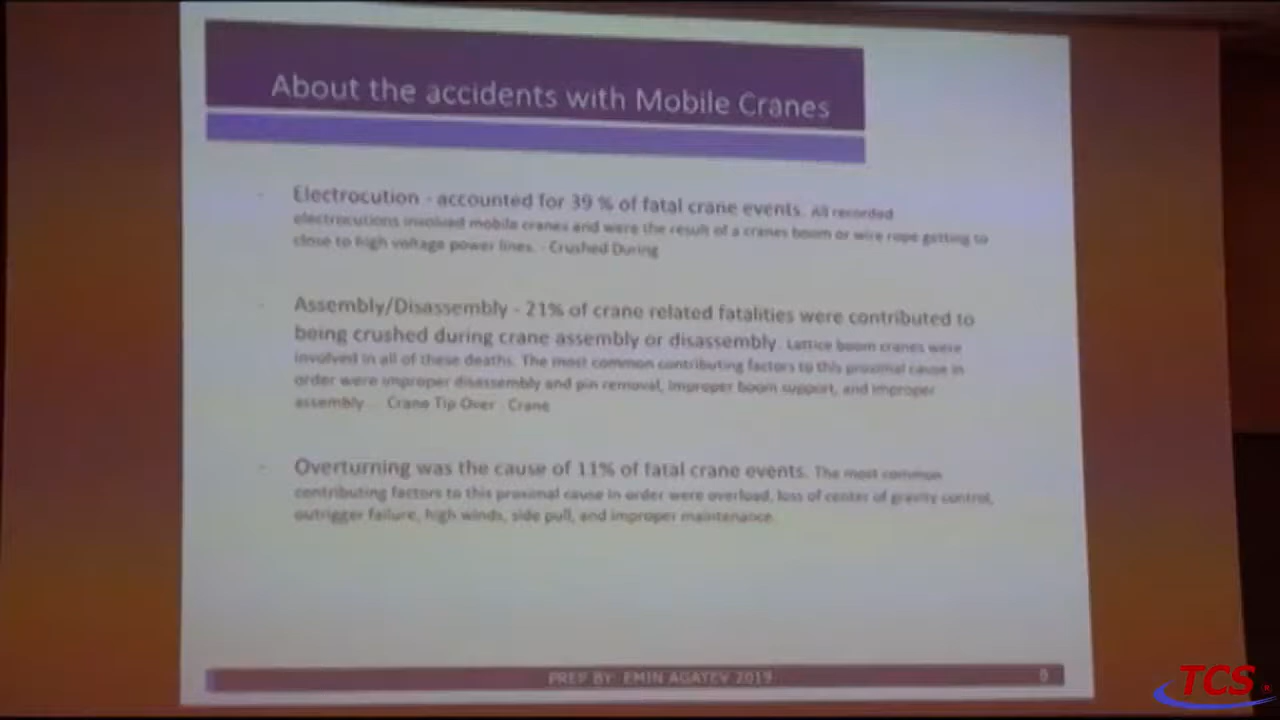 About the accidents with Mobile Cranes
- Electrocution - accounted for 39 % of fatal crane events. All recorded
electrocutions involved mobile cranes and were the result of a cranes boom or wire rope getting to
close to high voltage power lines. - Crushed During
- Assembly/Disassembly - 21% of crane related fatalities were contributed to
being crushed during crane assembly or disassembly. Lattice boom cranes were
involved in all of these deaths. The most common contributing factors to this proximal cause in
order were improper disassembly and pin removal, improper boom support, and improper
assembly. Crane Tip Over - Crane
- Overturning was the cause of 11% of fatal crane events. The most common
contributing factors to this proximal cause in order were overload, loss of center of gravity control,
outrigger failure, high winds, side pull, and improper maintenance.
PREP BY: EMIN AGAYEV 2019
TCS